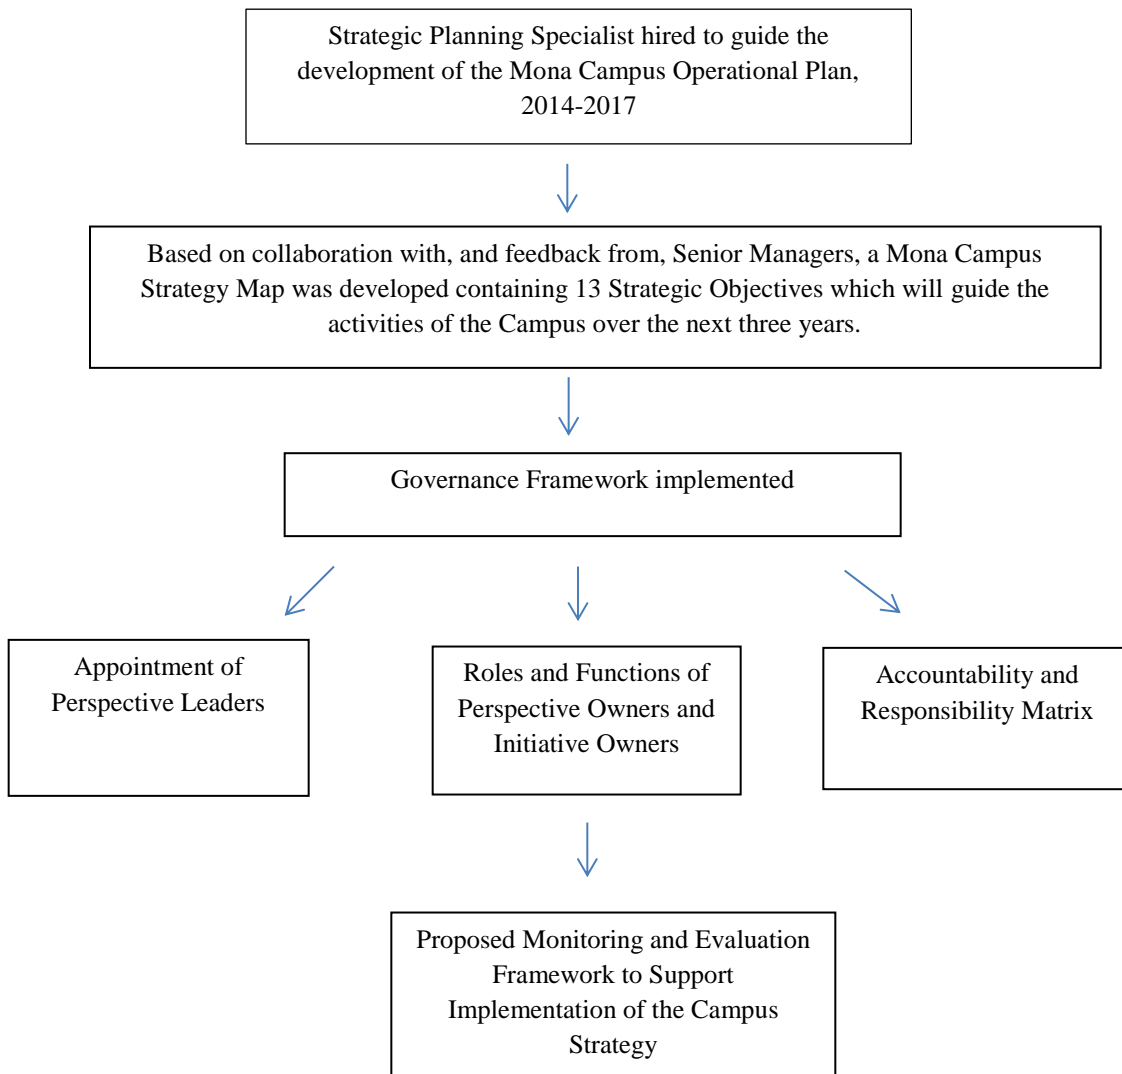 Strategic Planning Specialist hired to guide the
development of the Mona Campus Operational Plan,
2014-2017
Based on collaboration with, and feedback from, Senior Managers, a Mona Campus
Strategy Map was developed containing 13 Strategic Objectives which will guide the
activities of the Campus over the next three years.
Governance Framework implemented
Appointment of
Perspective Leaders
Roles and Functions of
Perspective Owners and
Initiative Owners
Accountability and
Responsibility Matrix
Proposed Monitoring and Evaluation
Framework to Support
Implementation of the Campus
Strategy